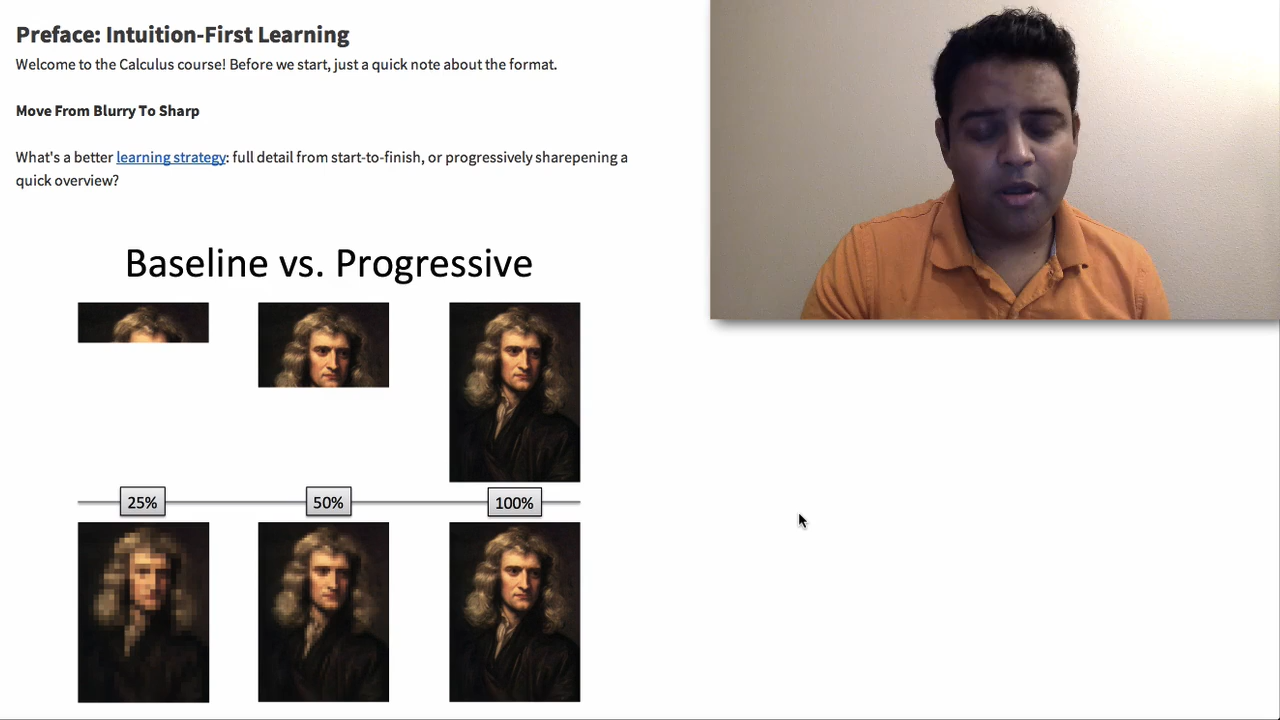 Preface: Intuition-First Learning
Welcome to the Calculus course! Before we start, just a quick note about the format.
Move From Blurry To Sharp
What's a better learning strategy: full detail from start-to-finish, or progressively sharepening a
quick overview?
Baseline vs. Progressive
25%
50%
100%